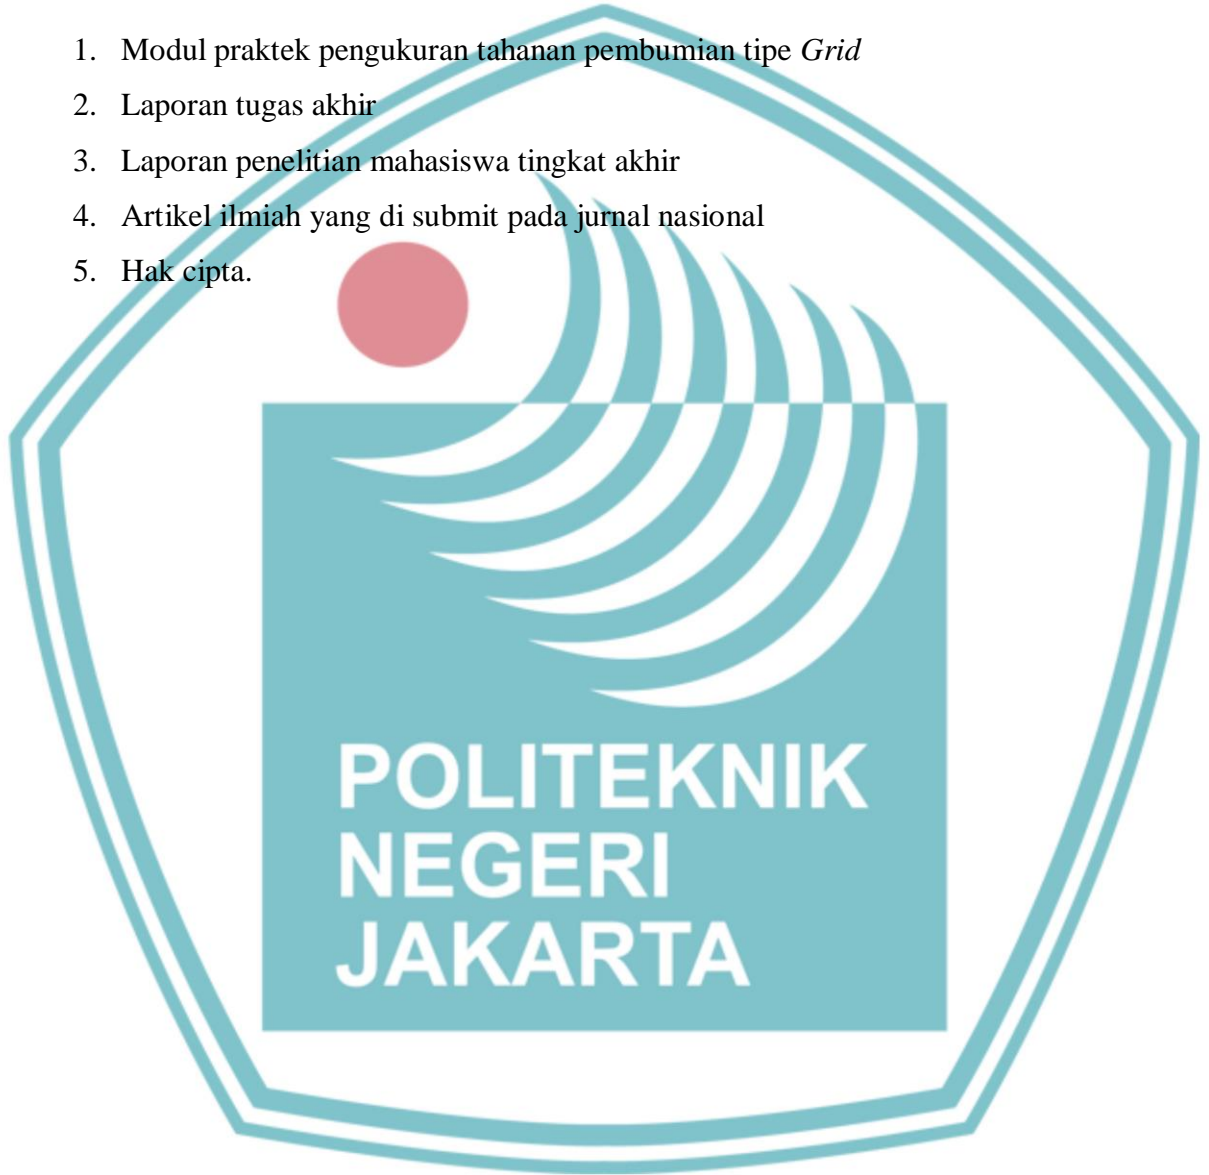 1. Modul praktek pengukuran tahanan pembumian tipe Grid
2. Laporan tugas akhir
3. Laporan penelitian mahasiswa tingkat akhir
4. Artikel ilmiah yang di submit pada jurnal nasional
5. Hak cipta.
POLITEKNIK
NEGERI
JAKARTA